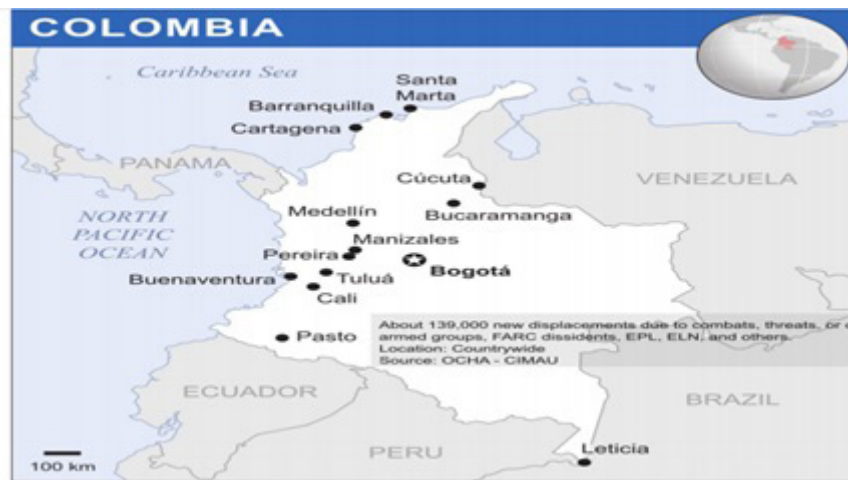 COLOMBIA
Caribbean Sea
Santa
Marta
Barranquilla
Cartagena
PANAMA
Cúcuta
VENEZUELA
NORTH
PACIFIC
OCEAN
Medellín
Bucaramanga
Manizales
Pereira
Bogotá
Buenaventura
Tuluá
Cali
About 139,000 new displacements due to combats, threats, or
armed groups, FARC dissidents, EPL, ELN, and others.
Location: Countrywide
Source: OCHA - CIMAU
Pasto
ECUADOR
BRAZIL
PERU
Leticia
100 km